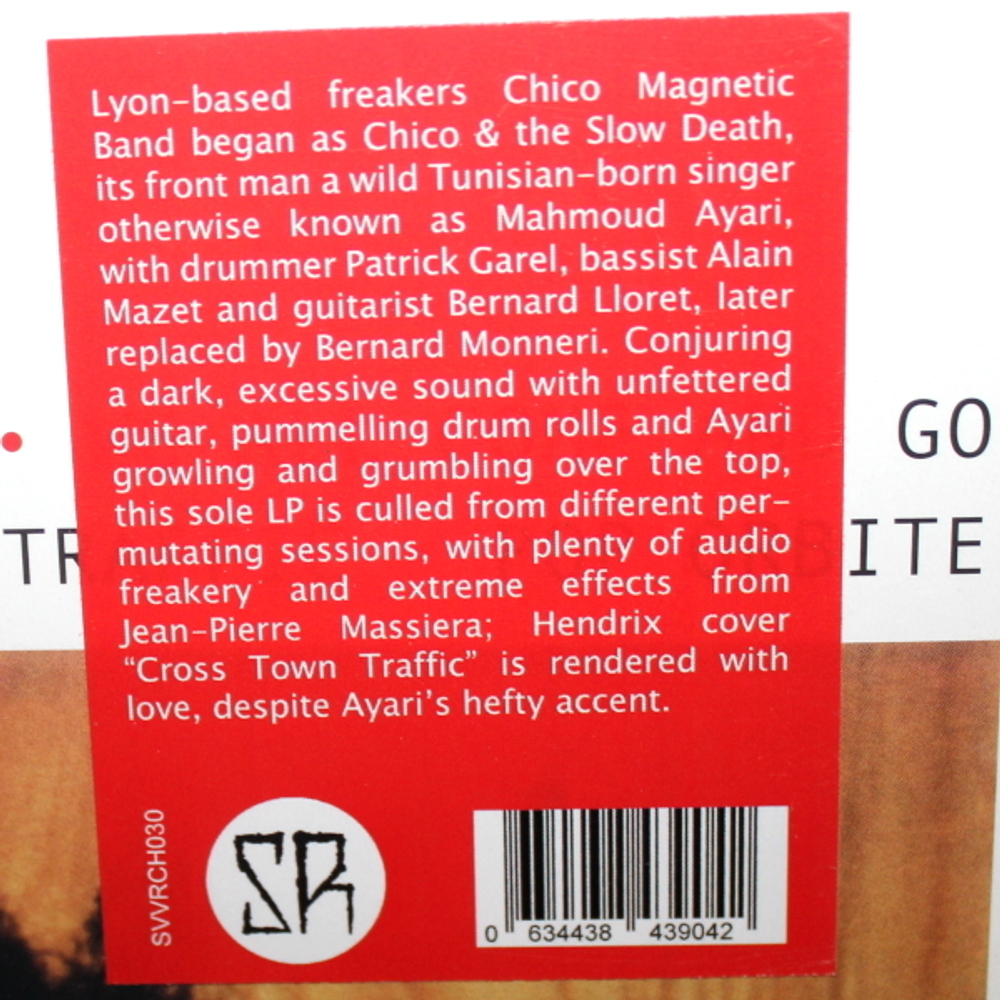 Lyon-based freakers Chico Magnetic
Band began as Chico & the Slow Death,
its front man a wild Tunisian-born singer
otherwise known as Mahmoud Ayari,
with drummer Patrick Garel, bassist Alain
Mazet and guitarist Bernard Lloret, later
replaced by Bernard Monneri. Conjuring
a dark, excessive sound with unfettered
guitar, pummelling drum rolls and Ayari
growling and grumbling over the top,
this sole LP is culled from different per-
mutating sessions, with plenty of audio
freakery and extreme effects from
Jean-Pierre Massiera; Hendrix cover
“Cross Town Traffic” is rendered with
love, despite Ayari’s hefty accent.
GO
TR
ITE
SVVRCH030
SR
0 634438 439042